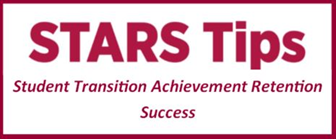 STARS Tips
Student Transition Achievement Retention
Success